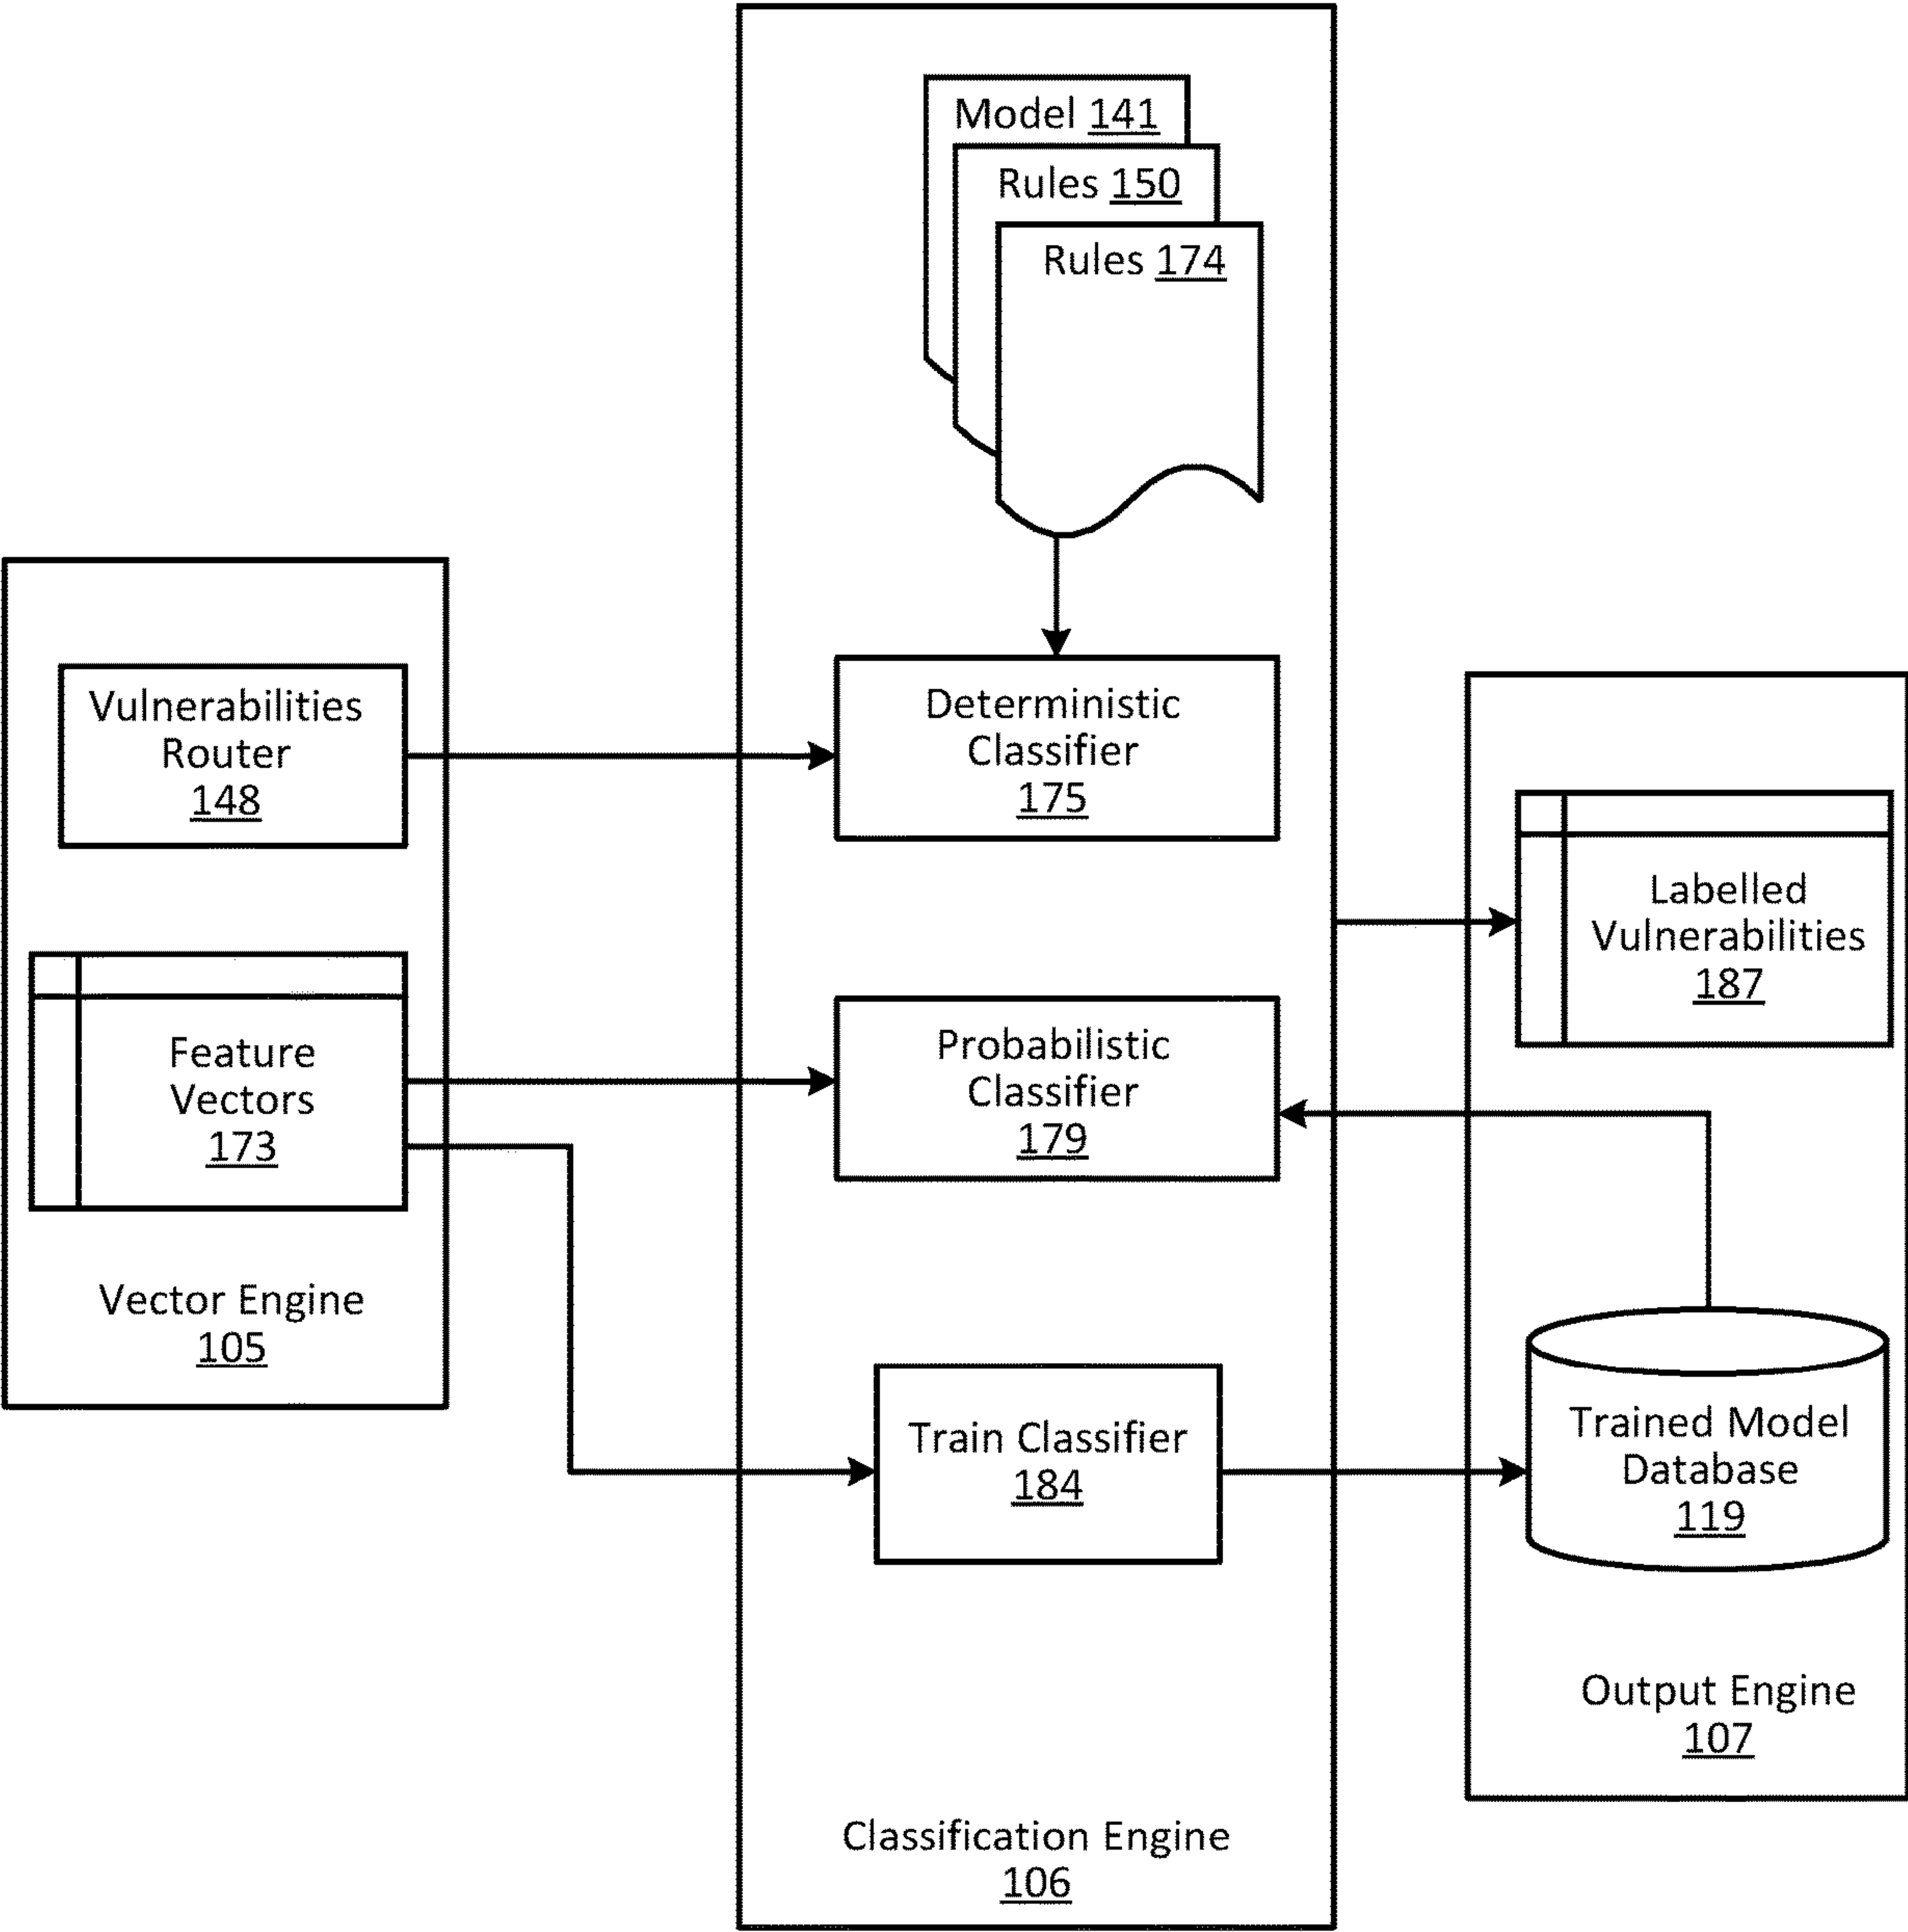 Model 141
Rules 150
Rules 174
Vulnerabilities
Router
148
Deterministic
Classifier
175
Labelled
Vulnerabilities
187
Feature
Vectors
173
Probabilistic
Classifier
179
Vector Engine
105
Train Classifier
184
Trained Model
Database
119
Output Engine
107
Classification Engine
106